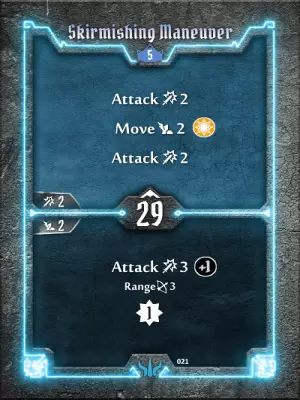 Skirmishing Maneuver
5
Attack 2
Move 2
Attack 2
2
29
2
Attack 3 +1
Range 3
1
021